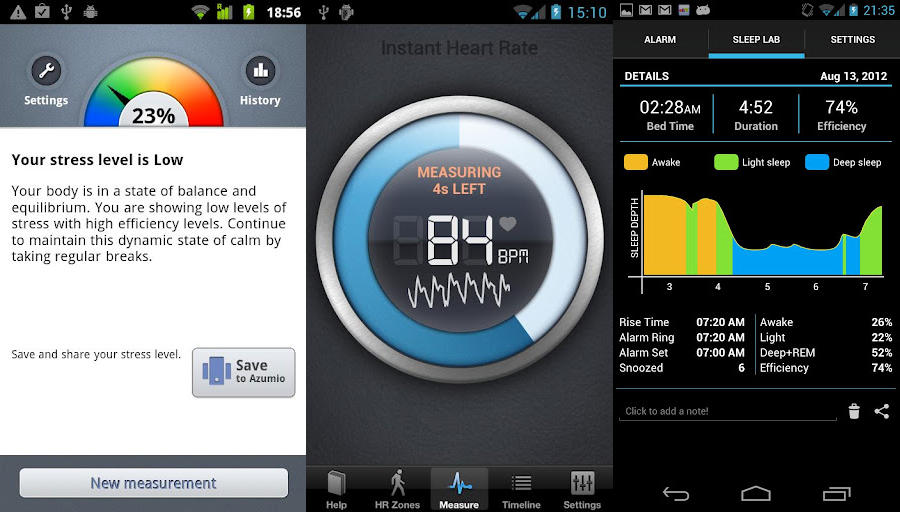 18:56
Settings
23%
History
Your stress level is Low
Your body is in a state of balance and
equilibrium. You are showing low levels of
stress with high efficiency levels. Continue
to maintain this dynamic state of calm by
taking regular breaks.
Save and share your stress level.
Save
to Azumio
New measurement
15:10
Instant Heart Rate
MEASURING
4s LEFT
84 BPM
Help
HR Zones
Measure
Timeline
Settings
21:35
ALARM
SLEEP LAB
SETTINGS
DETAILS
Aug 13, 2012
02:28AM
Bed Time
4:52
Duration
74%
Efficiency
Awake
Light sleep
Deep sleep
SLEEP DEPTH
3 4 5 6 7
Rise Time 07:20 AM
Alarm Ring 07:20 AM
Alarm Set 07:00 AM
Snoozed 6
Awake 26%
Light 22%
Deep+REM 52%
Efficiency 74%
Click to add a note!